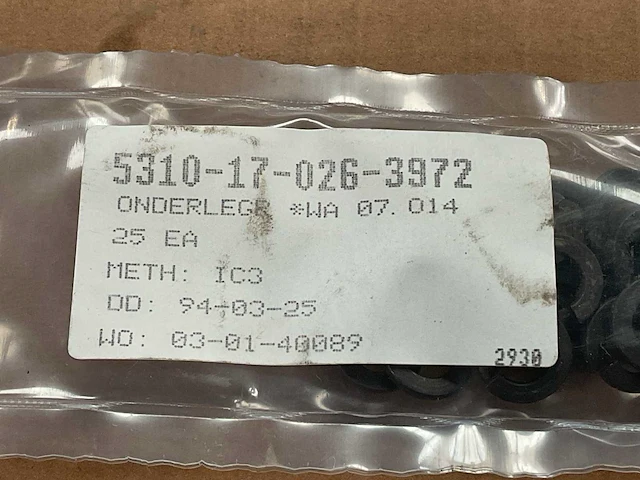 5310-17-026-3972
ONDERLEGR *WA 07.014
25 EA
METH: IC3
DD: 94-03-25
WO: 03-01-40089
2930